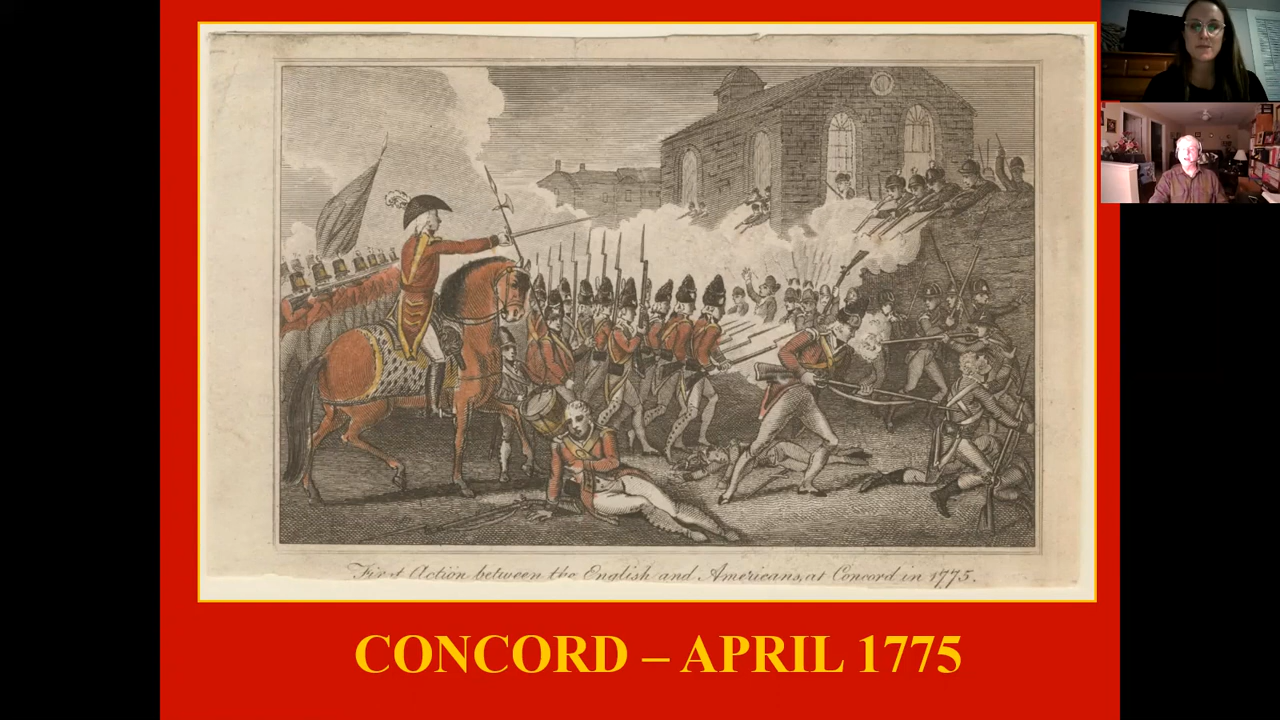 First Action between the English and Americans, at Concord in 1775.
CONCORD – APRIL 1775